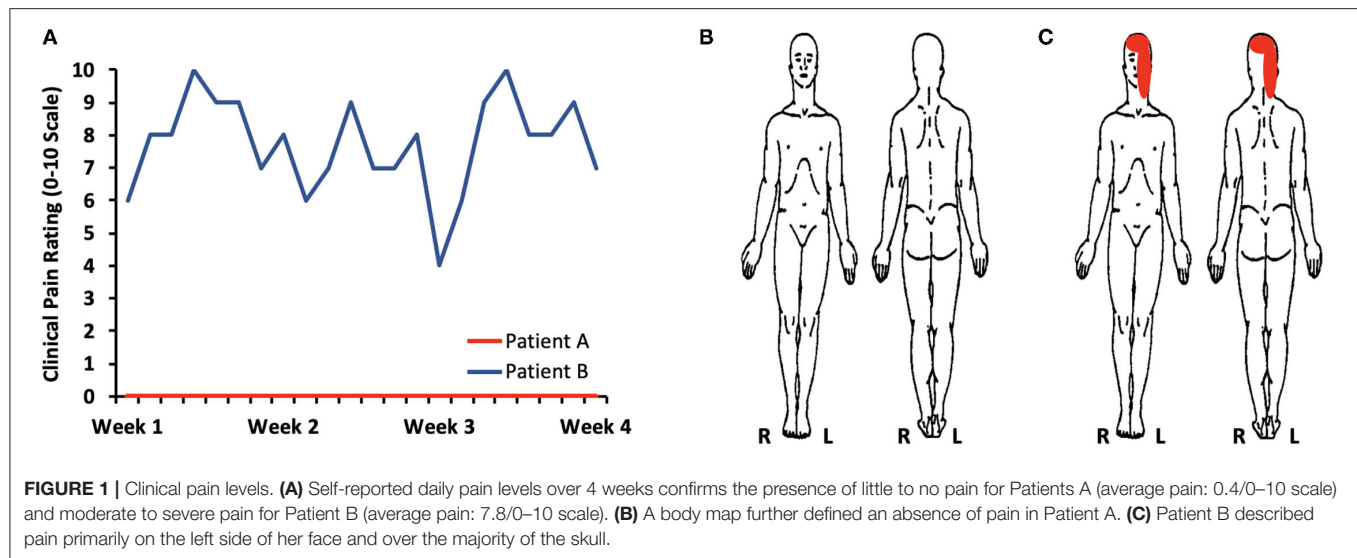 A
B
C
Clinical Pain Rating (0-10 Scale)
10
9
8
7
6
5
4
3
2
1
0
Patient A
Patient B
Week 1 Week 2 Week 3 Week 4
R L R L
R L R L
FIGURE 1 | Clinical pain levels. (A) Self-reported daily pain levels over 4 weeks confirms the presence of little to no pain for Patients A (average pain: 0.4/0–10 scale)
and moderate to severe pain for Patient B (average pain: 7.8/0–10 scale). (B) A body map further defined an absence of pain in Patient A. (C) Patient B described
pain primarily on the left side of her face and over the majority of the skull.